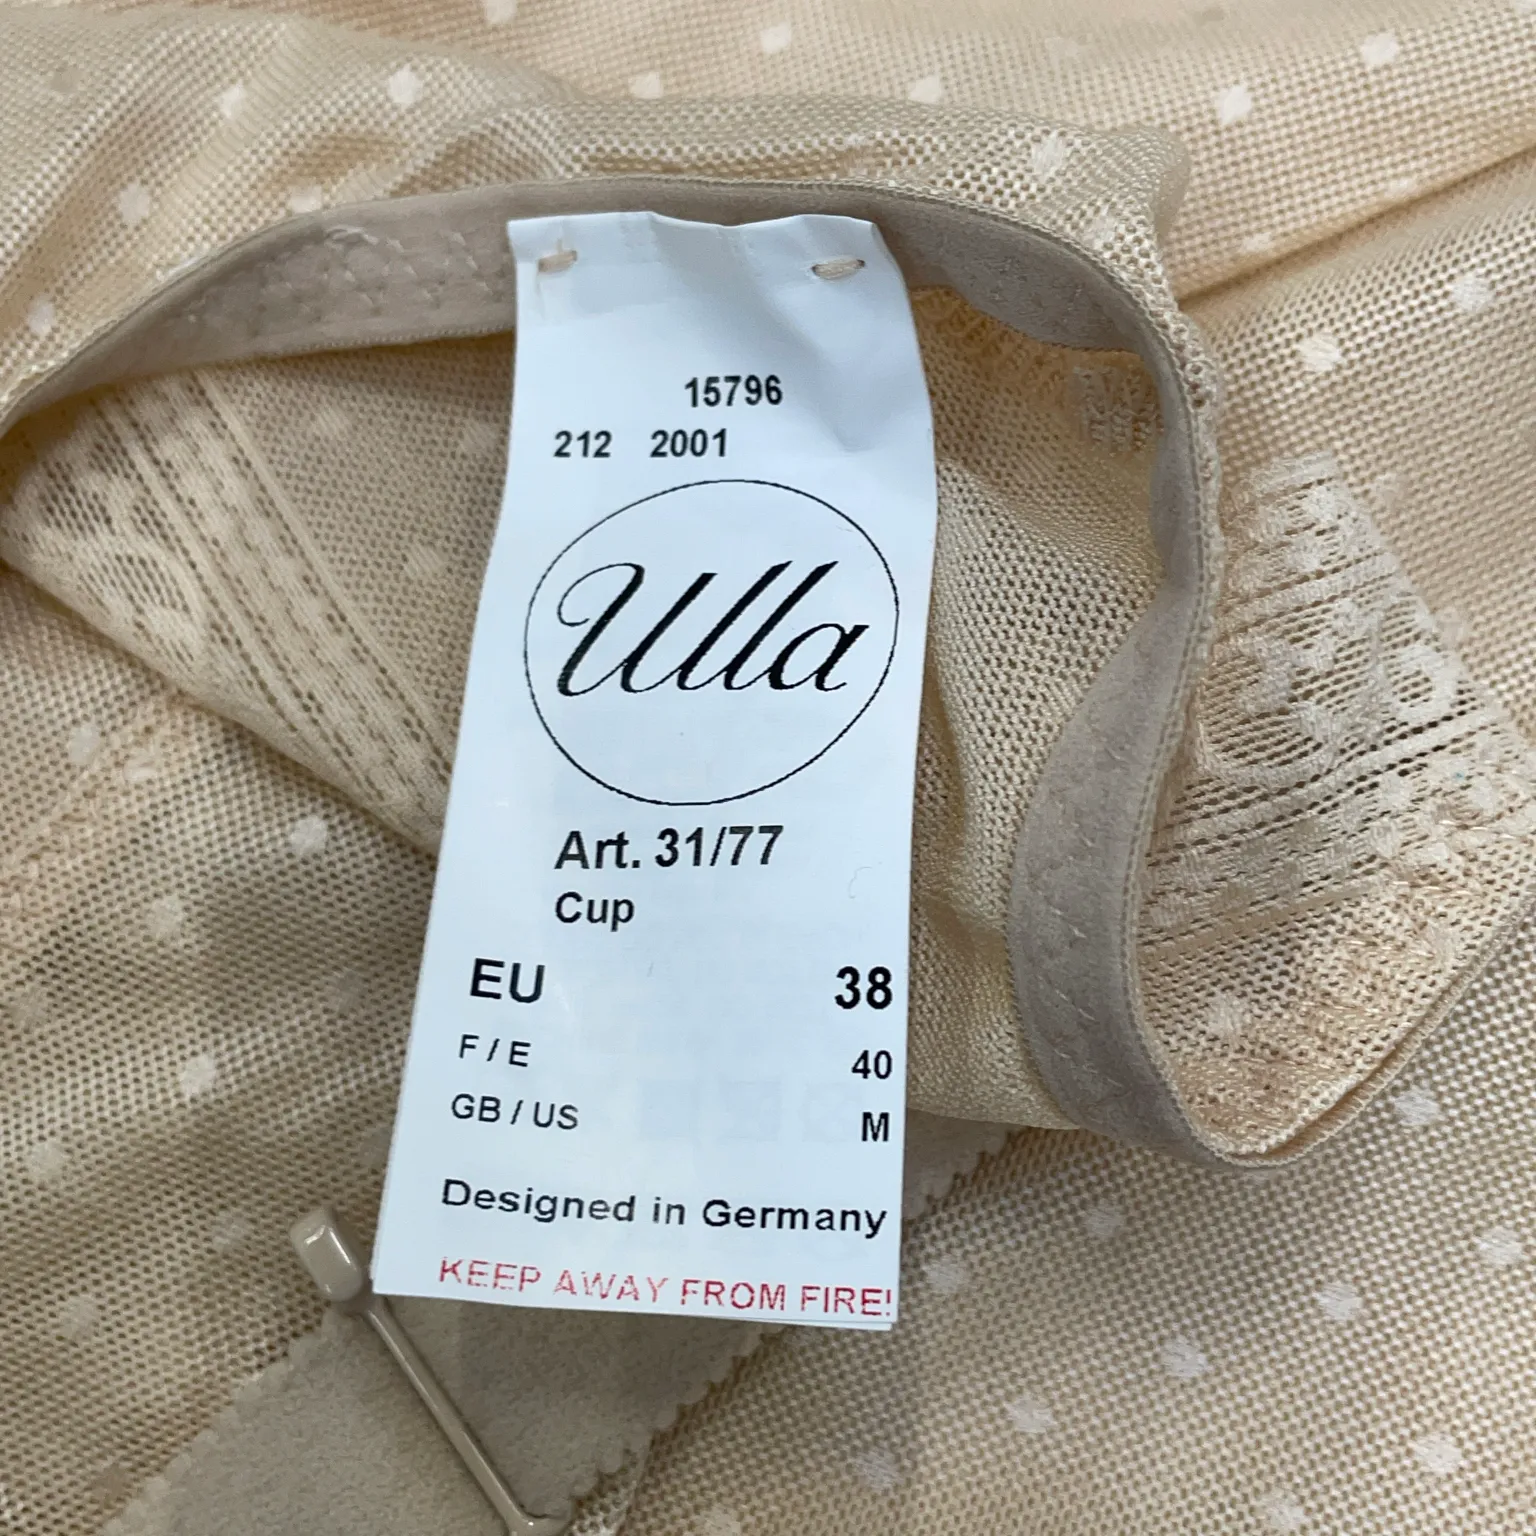 15796
212 2001
Ulla
Art. 31/77
Cup
EU 38
F / E 40
GB / US M
Designed in Germany
KEEP AWAY FROM FIRE!